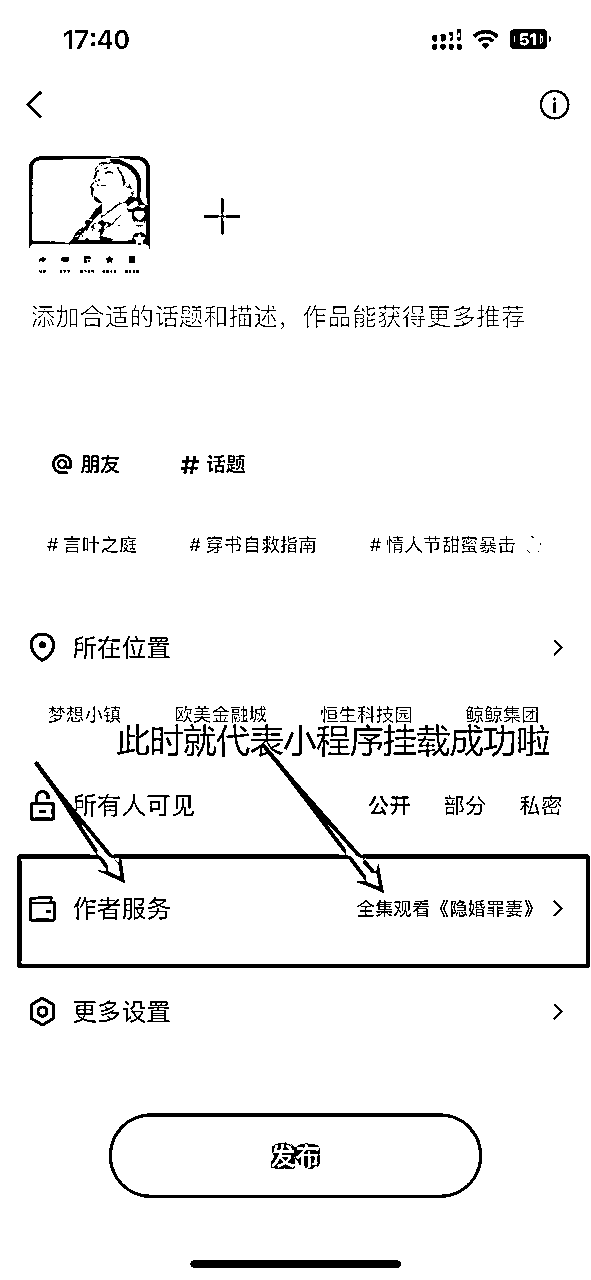 17:40
51
添加合适的话题和描述，作品能获得更多推荐
@ 朋友 # 话题
# 言叶之庭 # 穿书自救指南 # 情人节甜蜜暴击
所在位置
梦想小镇 欧美金融城 恒生科技园 鲸鲸集团
此时就代表小程序挂载成功啦
所有人可见 公开 部分 私密
作者服务 全集观看《隐婚罪妻》
更多设置
发布